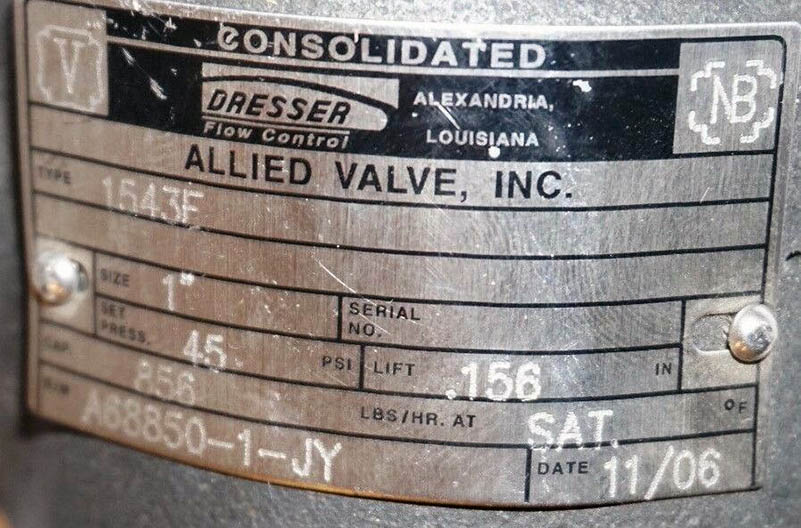 V
CONSOLIDATED
NB
DRESSER
Flow Control
ALEXANDRIA,
LOUISIANA
ALLIED VALVE, INC.
TYPE 1543F
SIZE 1"
SERIAL NO.
SET PRESS. 45 PSI
LIFT .156 IN
CAP. 856 LBS/HR. AT SAT. °F
A68850-1-JY
DATE 11/06